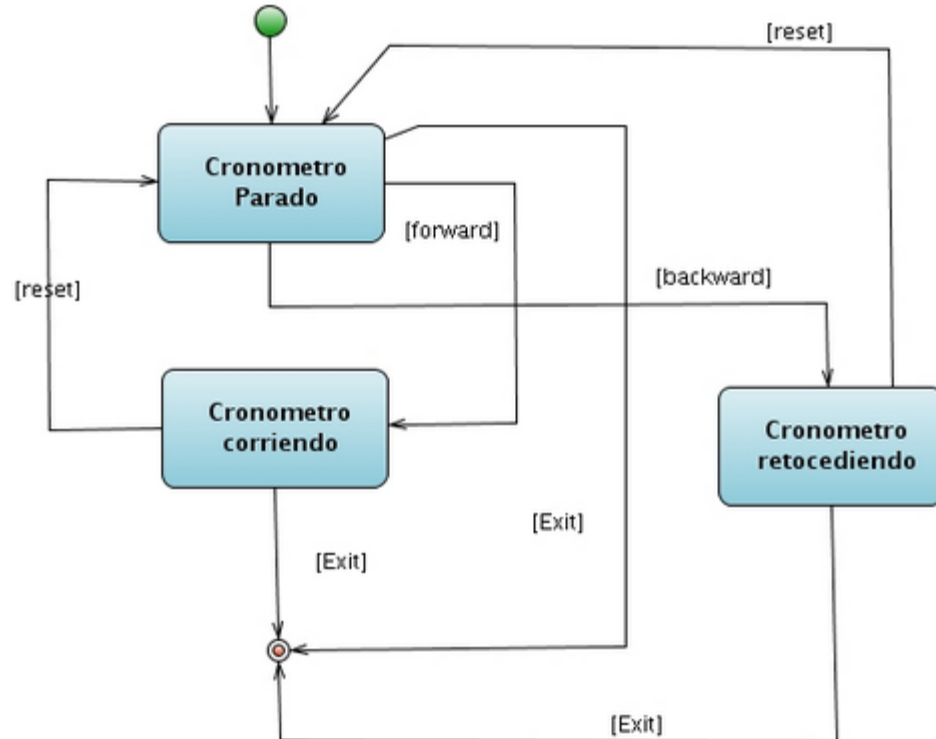 [reset]
Cronometro
Parado
[forward]
[backward]
[reset]
Cronometro
corriendo
Cronometro
retocediendo
[Exit]
[Exit]
[Exit]